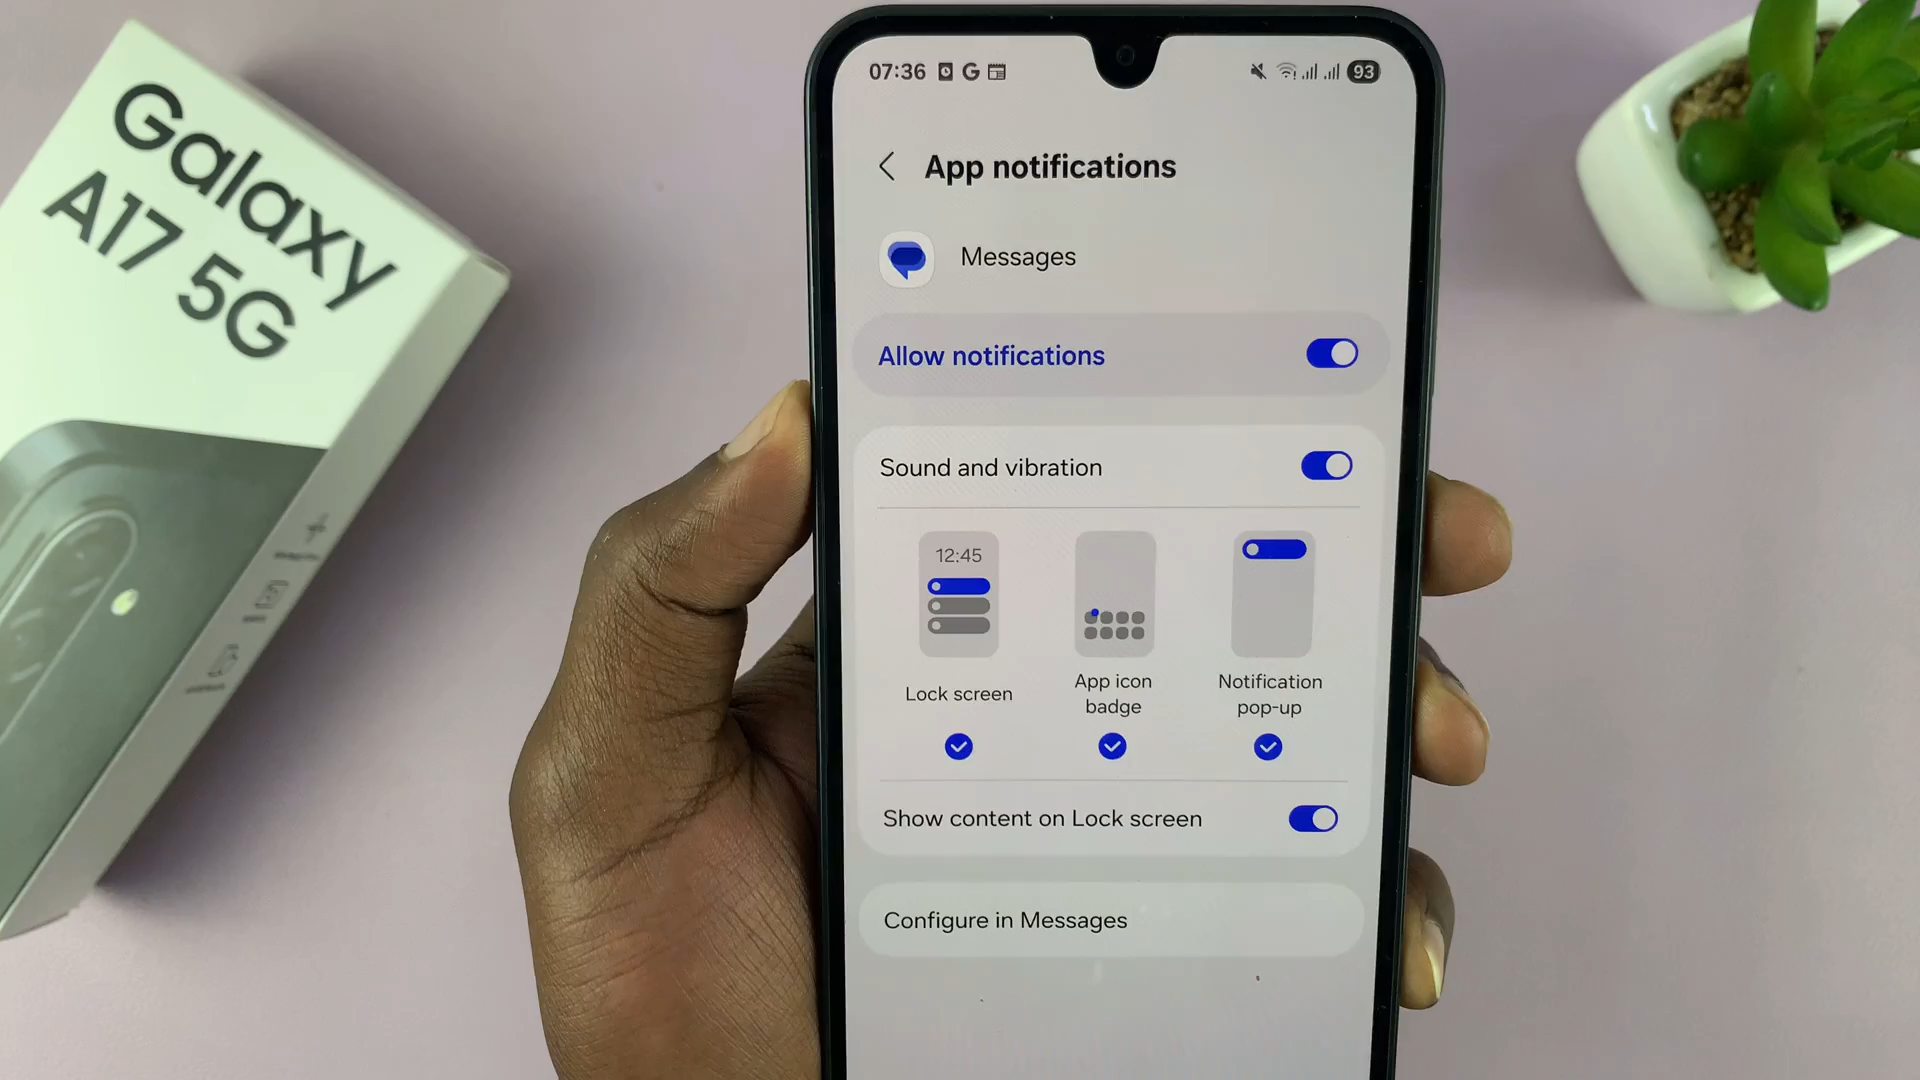 Galaxy
A17 5G
07:36
93
App notifications
Messages
Allow notifications
Sound and vibration
12:45
Lock screen
App icon
badge
Notification
pop-up
Show content on Lock screen
Configure in Messages